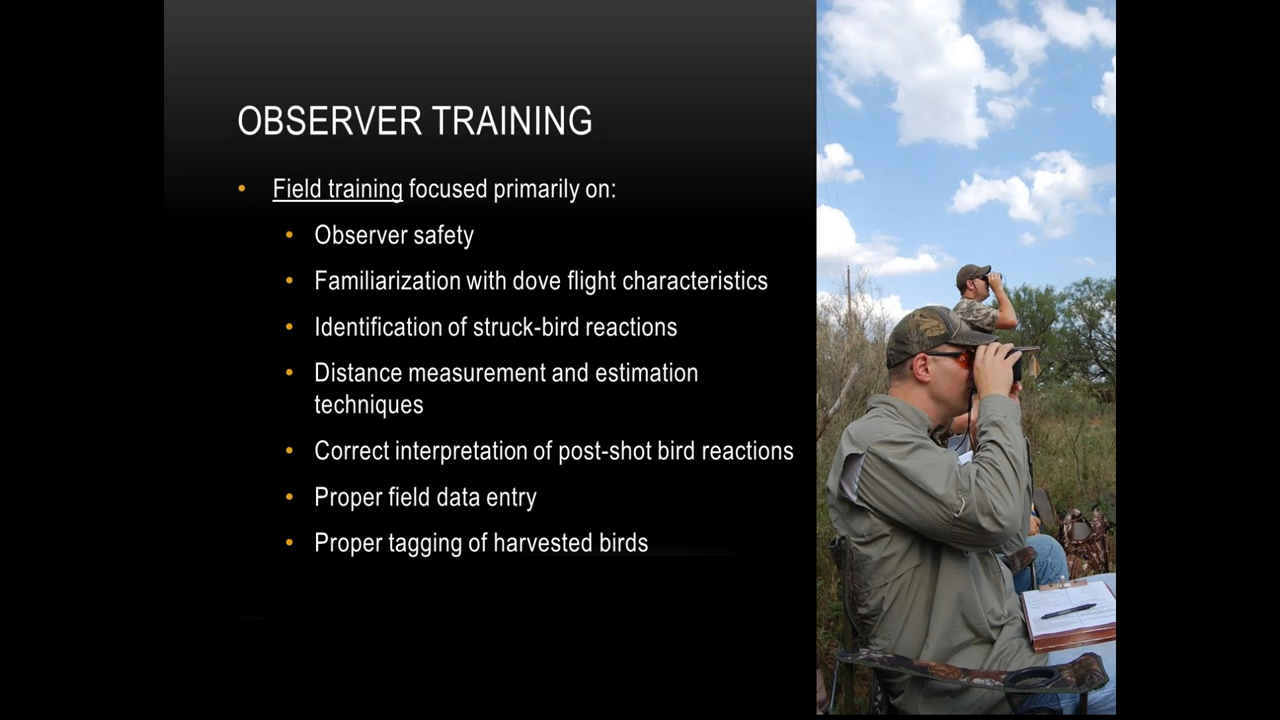 OBSERVER TRAINING
• Field training focused primarily on:
• Observer safety
• Familiarization with dove flight characteristics
• Identification of struck-bird reactions
• Distance measurement and estimation
techniques
• Correct interpretation of post-shot bird reactions
• Proper field data entry
• Proper tagging of harvested birds